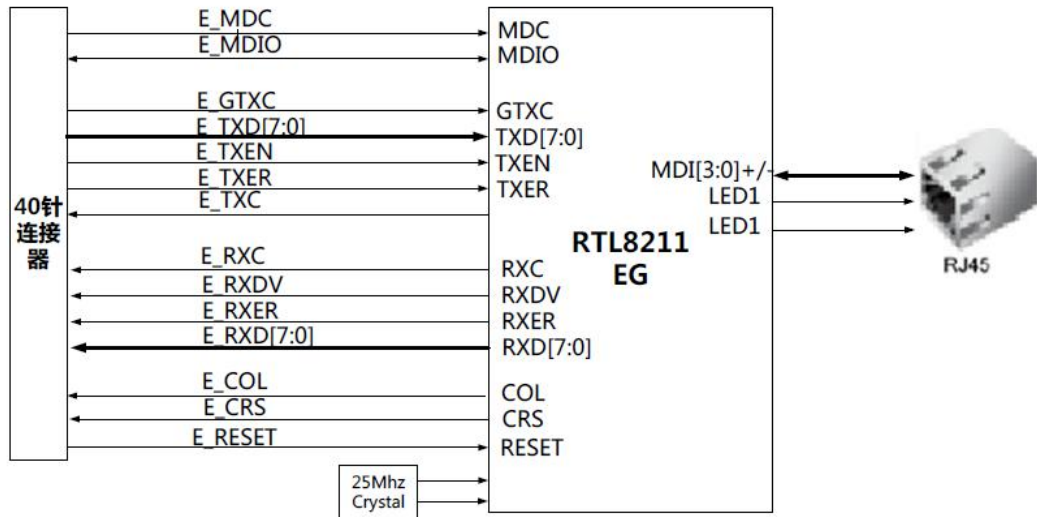 E_MDC
E_MDIO
E_GTXC
E_TXD[7:0]
E_TXEN
E_TXER
E_TXC
E_RXC
E_RXDV
E_RXER
E_RXD[7:0]
E_COL
E_CRS
E_RESET
40针
连接
器
MDC
MDIO
GTXC
TXD[7:0]
TXEN
TXER
RXC
RXDV
RXER
RXD[7:0]
COL
CRS
RESET
RTL8211
EG
MDI[3:0]+/-
LED1
LED1
RJ45
25Mhz
Crystal